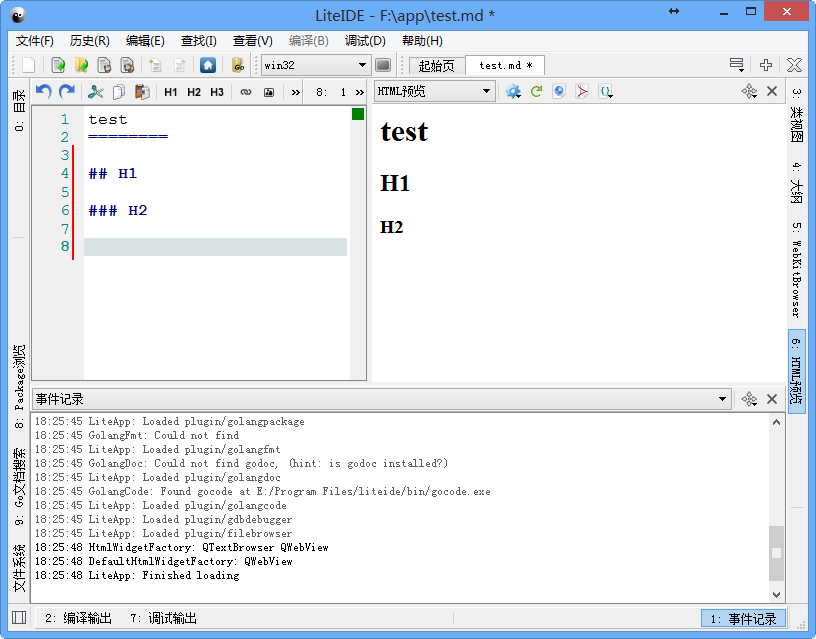 LiteIDE - F:\app\test.md *
文件(F) 历史(R) 编辑(E) 查找(I) 查看(V) 编译(B) 调试(D) 帮助(H)
win32 起始页 test.md *
H1 H2 H3 » 8: 1 » HTML预览
0: 目录
1 test
2 ========
3
4 ## H1
5
6 ### H2
7
8
test
H1
H2
3: 类视图
4: 大纲
5: WebKitBrowser
6: HTML预览
8: Package浏览
9: Go文档搜索
文件系统
事件记录
18:25:45 LiteApp: Loaded plugin/golangpackage
18:25:45 GolangFmt: Could not find
18:25:45 LiteApp: Loaded plugin/golangfmt
18:25:45 GolangDoc: Could not find godoc, (hint: is godoc installed?)
18:25:45 LiteApp: Loaded plugin/golangdoc
18:25:45 GolangCode: Found gocode at E:/Program Files/liteide/bin/gocode.exe
18:25:45 LiteApp: Loaded plugin/golangcode
18:25:45 LiteApp: Loaded plugin/gdbdebugger
18:25:45 LiteApp: Loaded plugin/filebrowser
18:25:48 HtmlWidgetFactory: QTextBrowser QWebView
18:25:48 DefaultHtmlWidgetFactory: QWebView
18:25:48 LiteApp: Finished loading
2: 编译输出 7: 调试输出 1: 事件记录